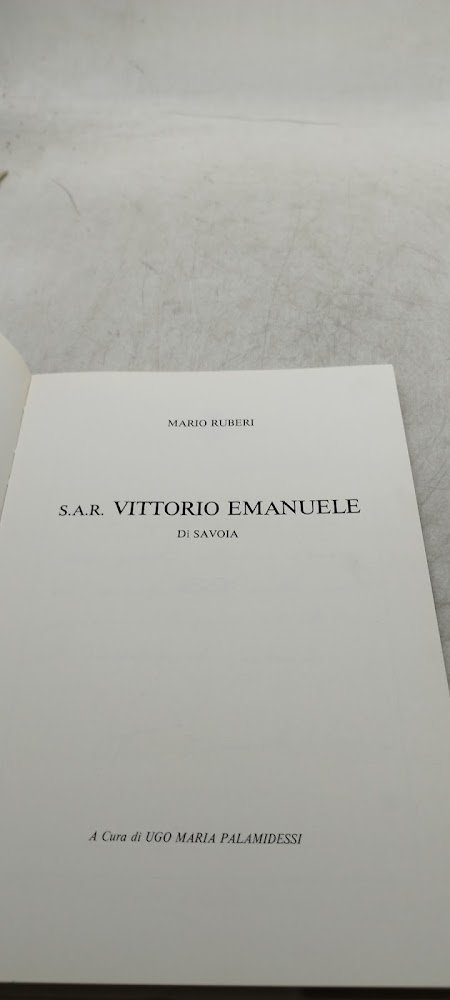 MARIO RUBERI
S.A.R. VITTORIO EMANUELE
Di SAVOIA
A Cura di UGO MARIA PALAMIDESSI